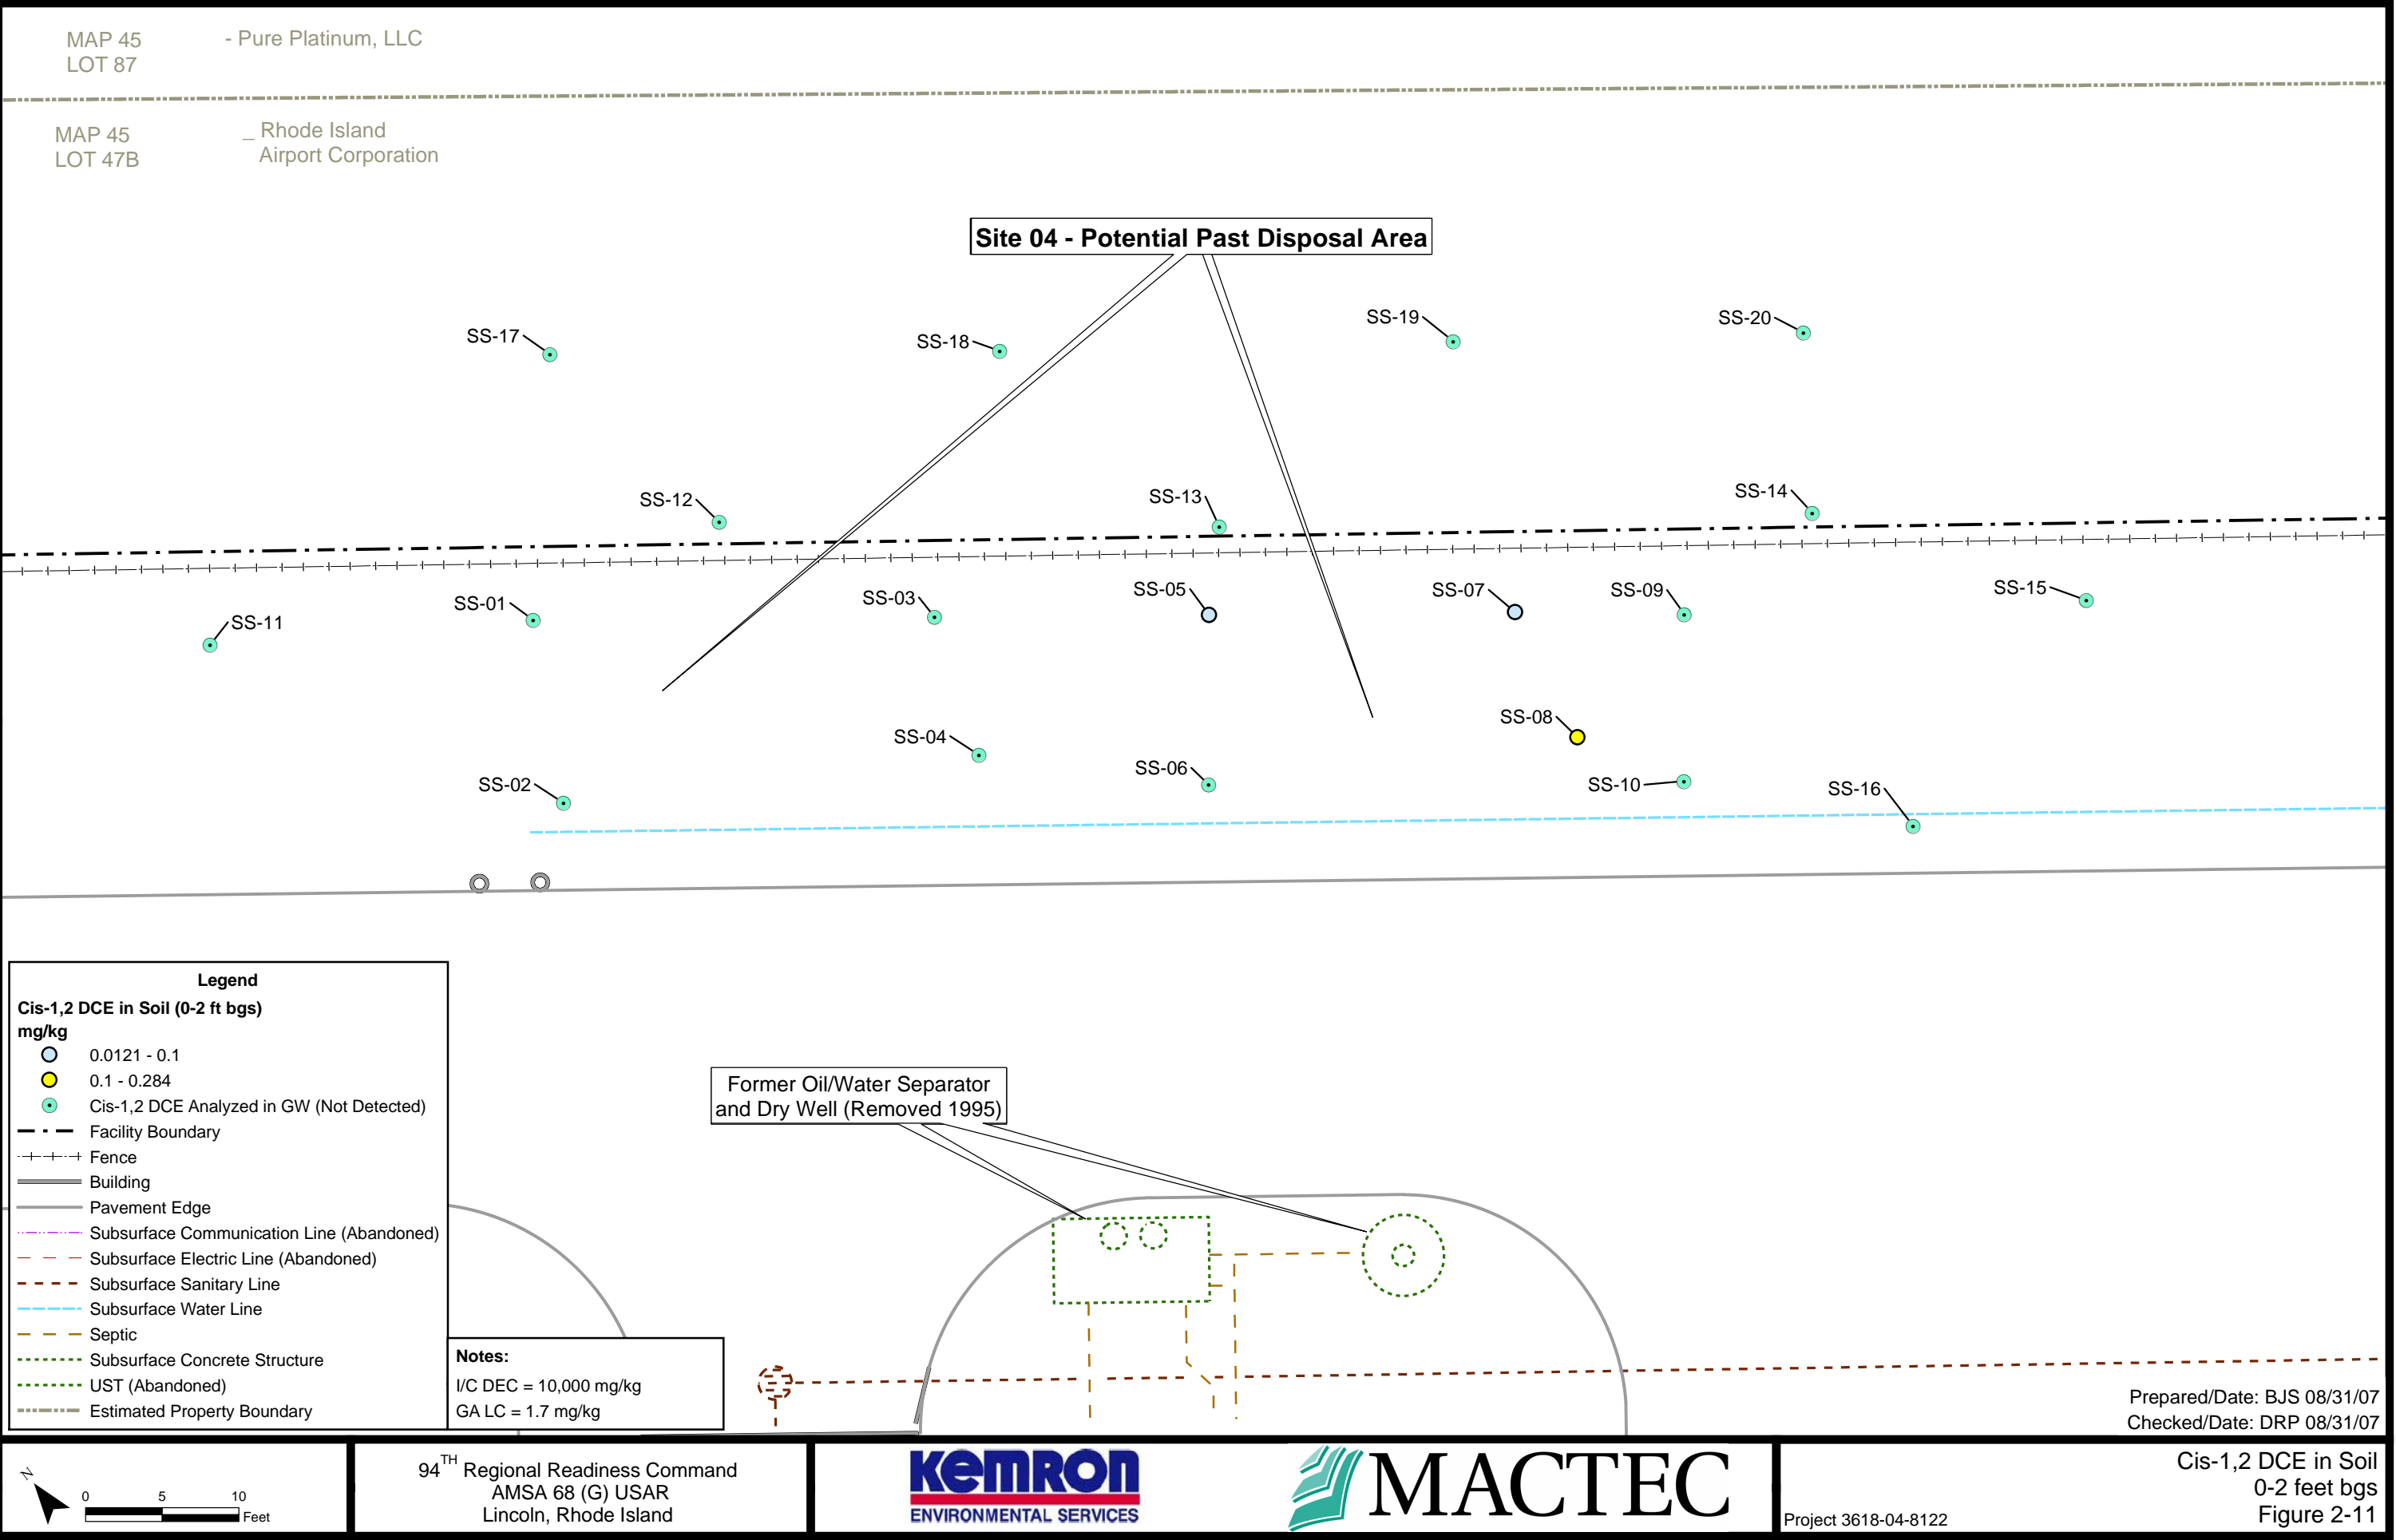 MAP 45 - Pure Platinum, LLC
LOT 87
MAP 45 _ Rhode Island
LOT 47B Airport Corporation
Site 04 - Potential Past Disposal Area
SS-17
SS-18
SS-19
SS-20
SS-12
SS-13
SS-14
SS-11
SS-01
SS-03
SS-05
SS-07
SS-09
SS-15
SS-02
SS-04
SS-06
SS-08
SS-10
SS-16
Legend
Cis-1,2 DCE in Soil (0-2 ft bgs)
mg/kg
0.0121 - 0.1
0.1 - 0.284
Cis-1,2 DCE Analyzed in GW (Not Detected)
Facility Boundary
Fence
Building
Pavement Edge
Subsurface Communication Line (Abandoned)
Subsurface Electric Line (Abandoned)
Subsurface Sanitary Line
Subsurface Water Line
Septic
Subsurface Concrete Structure
UST (Abandoned)
Estimated Property Boundary
Notes:
I/C DEC = 10,000 mg/kg
GA LC = 1.7 mg/kg
Former Oil/Water Separator
and Dry Well (Removed 1995)
Prepared/Date: BJS 08/31/07
Checked/Date: DRP 08/31/07
N
0 5 10
Feet
94TH Regional Readiness Command
AMSA 68 (G) USAR
Lincoln, Rhode Island
KEMRON
ENVIRONMENTAL SERVICES
MACTEC
Project 3618-04-8122
Cis-1,2 DCE in Soil
0-2 feet bgs
Figure 2-11